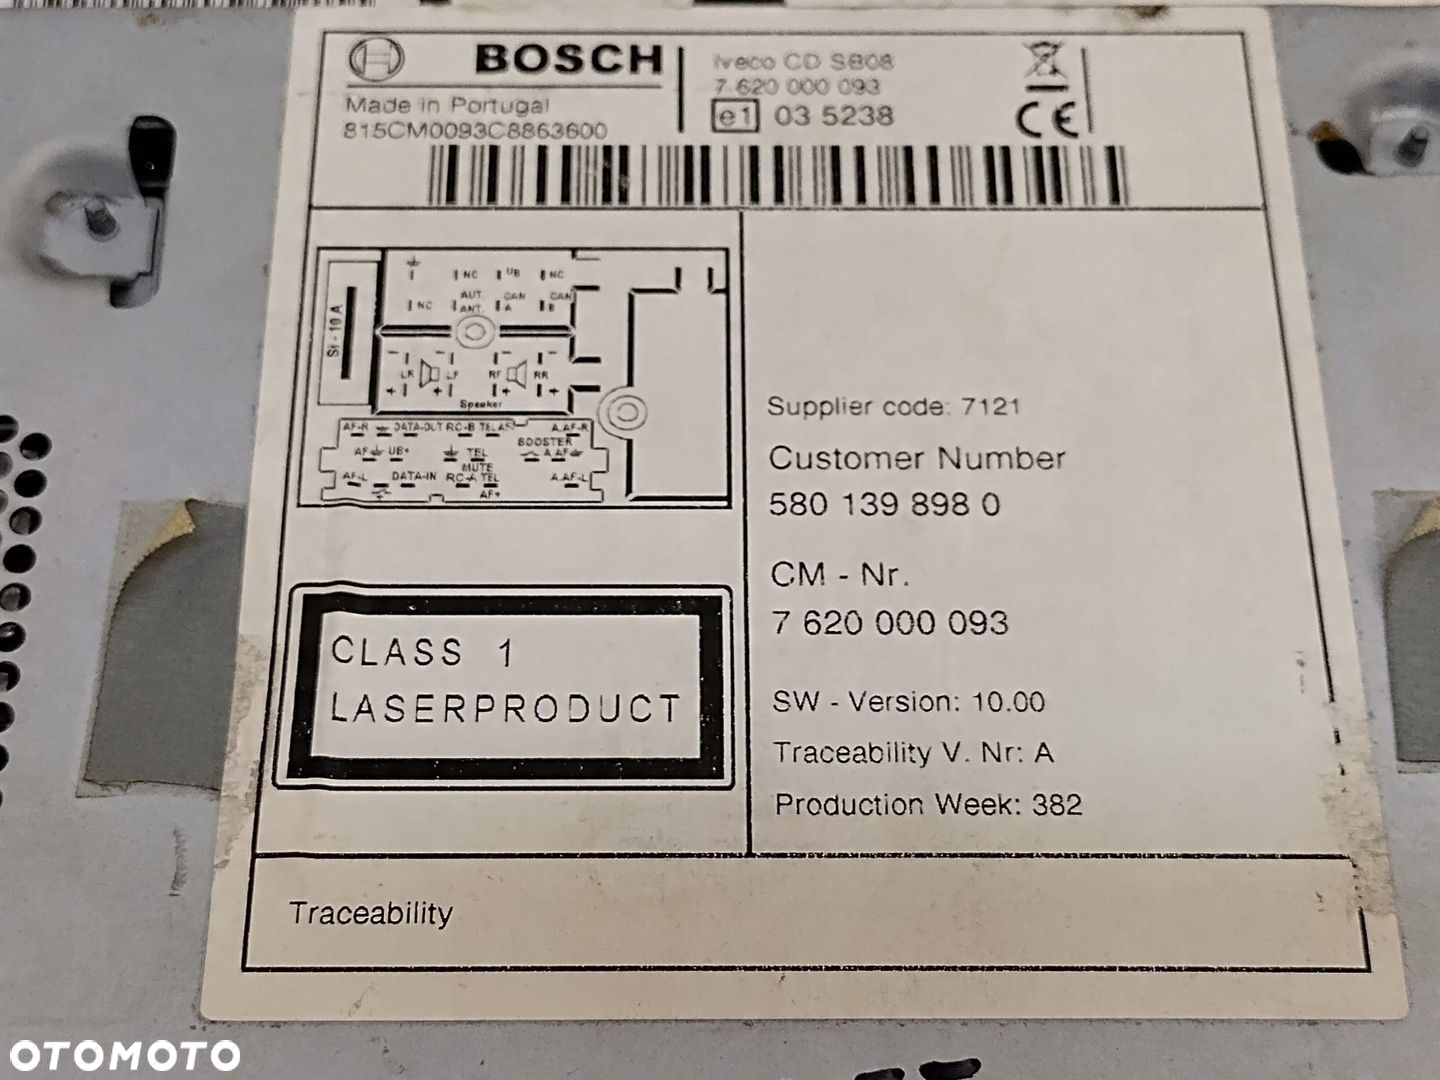 BOSCH
Made in Portugal
815CM0093C8863600
Iveco CD SB08
7 620 000 093
e1 03 5238
CE
NC UB NC
NC AUT. ANT. CAN A CAN B
SI - 10 A
LR LF RF RR
Speaker
AF-R DATA-OUT RC-B TEL A.AF-R
BOOSTER
AF UB+ TEL MUTE A.AF
AF-L DATA-IN RC-A TEL A.AF-L
AF+
Supplier code: 7121
Customer Number
580 139 898 0
CM - Nr.
7 620 000 093
SW - Version: 10.00
Traceability V. Nr: A
Production Week: 382
CLASS 1
LASERPRODUCT
Traceability
OTOMOTO